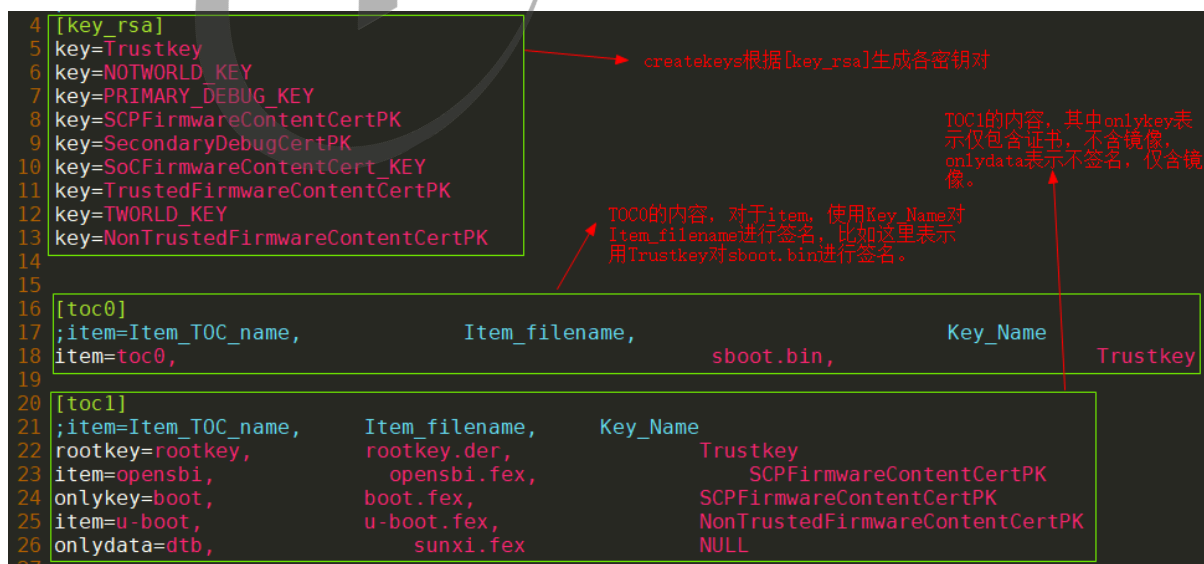 4 [key_rsa]
5 key=Trustkey
6 key=NOTWORLD_KEY
7 key=PRIMARY_DEBUG_KEY
8 key=SCPFirmwareContentCertPK
9 key=SecondaryDebugCertPK
10 key=SoCFirmwareContentCert_KEY
11 key=TrustedFirmwareContentCertPK
12 key=TWORLD_KEY
13 key=NonTrustedFirmwareContentCertPK
14
15
createkeys根据[key_rsa]生成各密钥对
TOC1的内容，其中onlykey表
示仅包含证书，不含镜像，
onlydata表示不签名，仅含镜
像。
TOC0的内容，对于item，使用Key_Name对
Item_filename进行签名，比如这里表示
用Trustkey对sboot.bin进行签名。
16 [toc0]
17 ;item=Item_TOC_name, Item_filename, Key_Name
18 item=toc0, sboot.bin, Trustkey
19
20 [toc1]
21 ;item=Item_TOC_name, Item_filename, Key_Name
22 rootkey=rootkey, rootkey.der, Trustkey
23 item=opensbi, opensbi.fex, SCPFirmwareContentCertPK
24 onlykey=boot, boot.fex, SCPFirmwareContentCertPK
25 item=u-boot, u-boot.fex, NonTrustedFirmwareContentCertPK
26 onlydata=dtb, sunxi.fex NULL